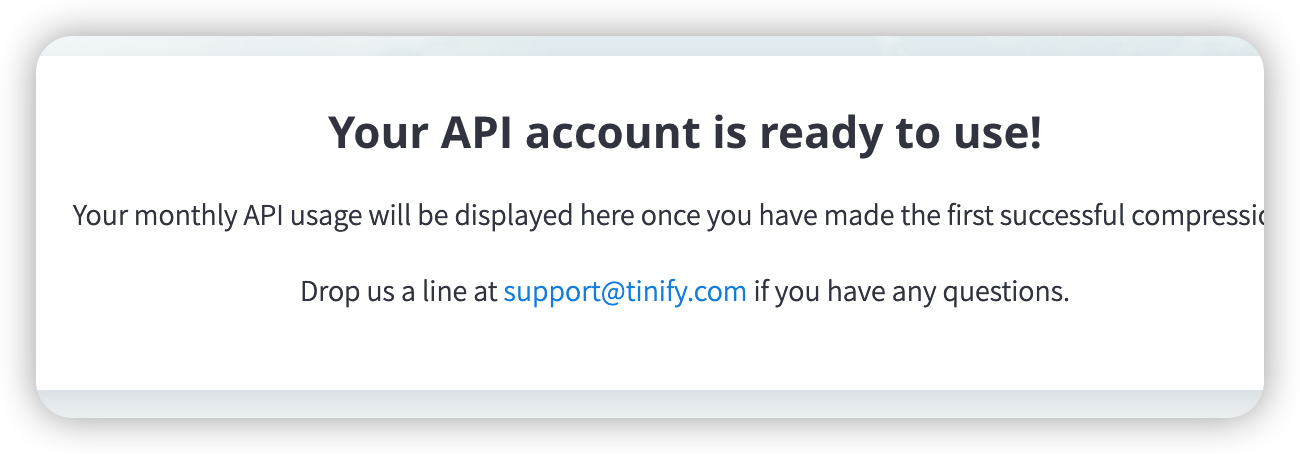 Your API account is ready to use!
Your monthly API usage will be displayed here once you have made the first successful
Drop us a line at support@tinify.com if you have any questions.